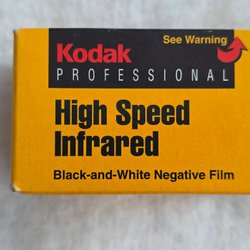 See Warning
Kodak
PROFESSIONAL
High Speed
Infrared
Black-and-White Negative Film